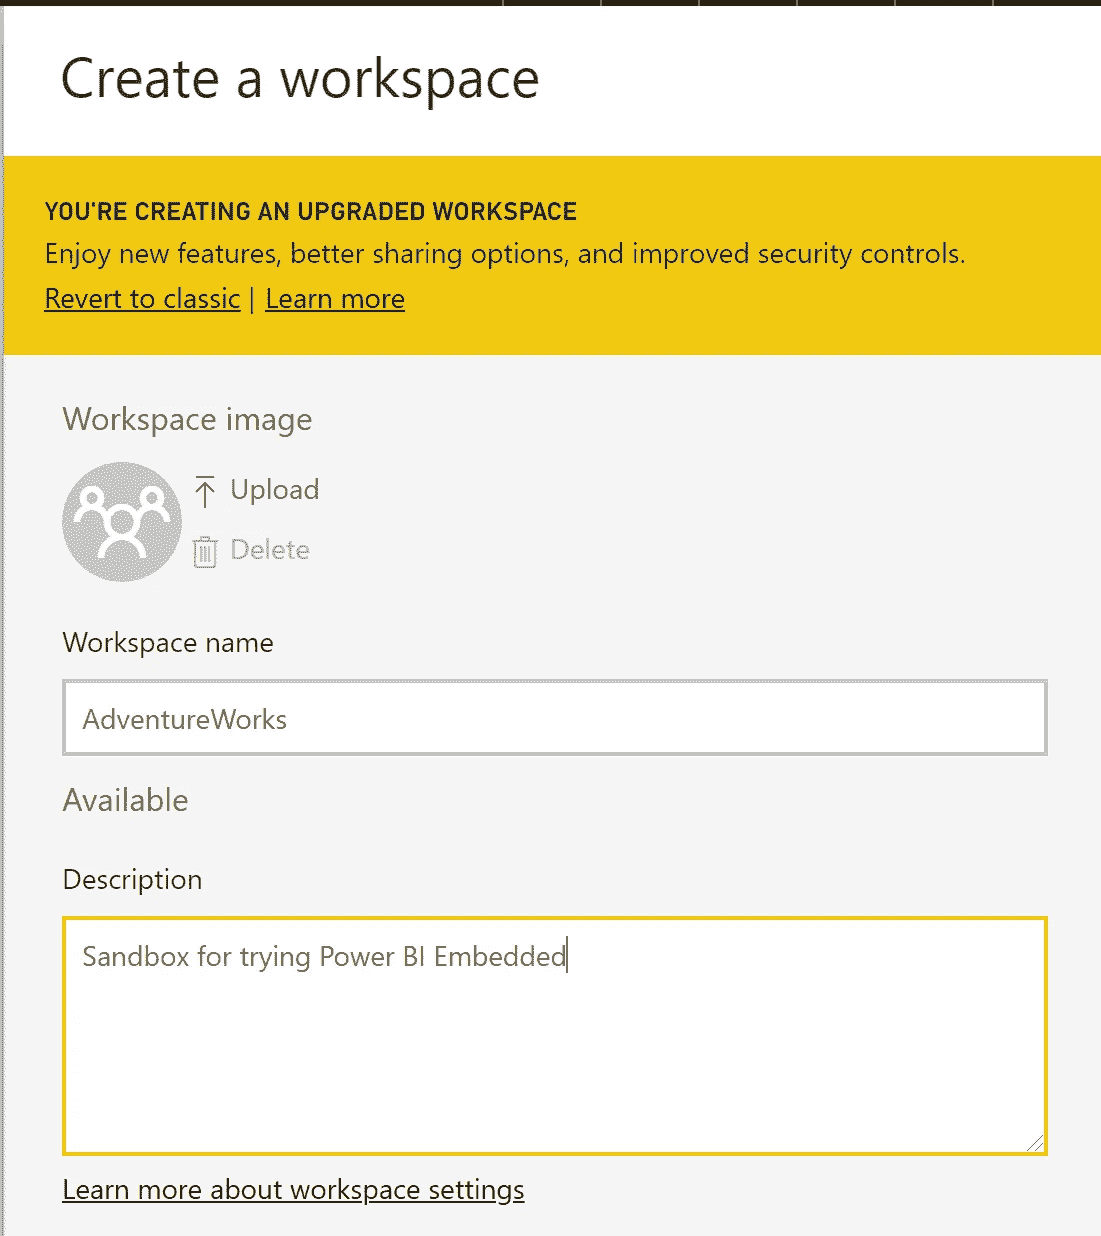 Create a workspace
YOU'RE CREATING AN UPGRADED WORKSPACE
Enjoy new features, better sharing options, and improved security controls.
Revert to classic | Learn more
Workspace image
Upload
Delete
Workspace name
AdventureWorks
Available
Description
Sandbox for trying Power BI Embedded
Learn more about workspace settings